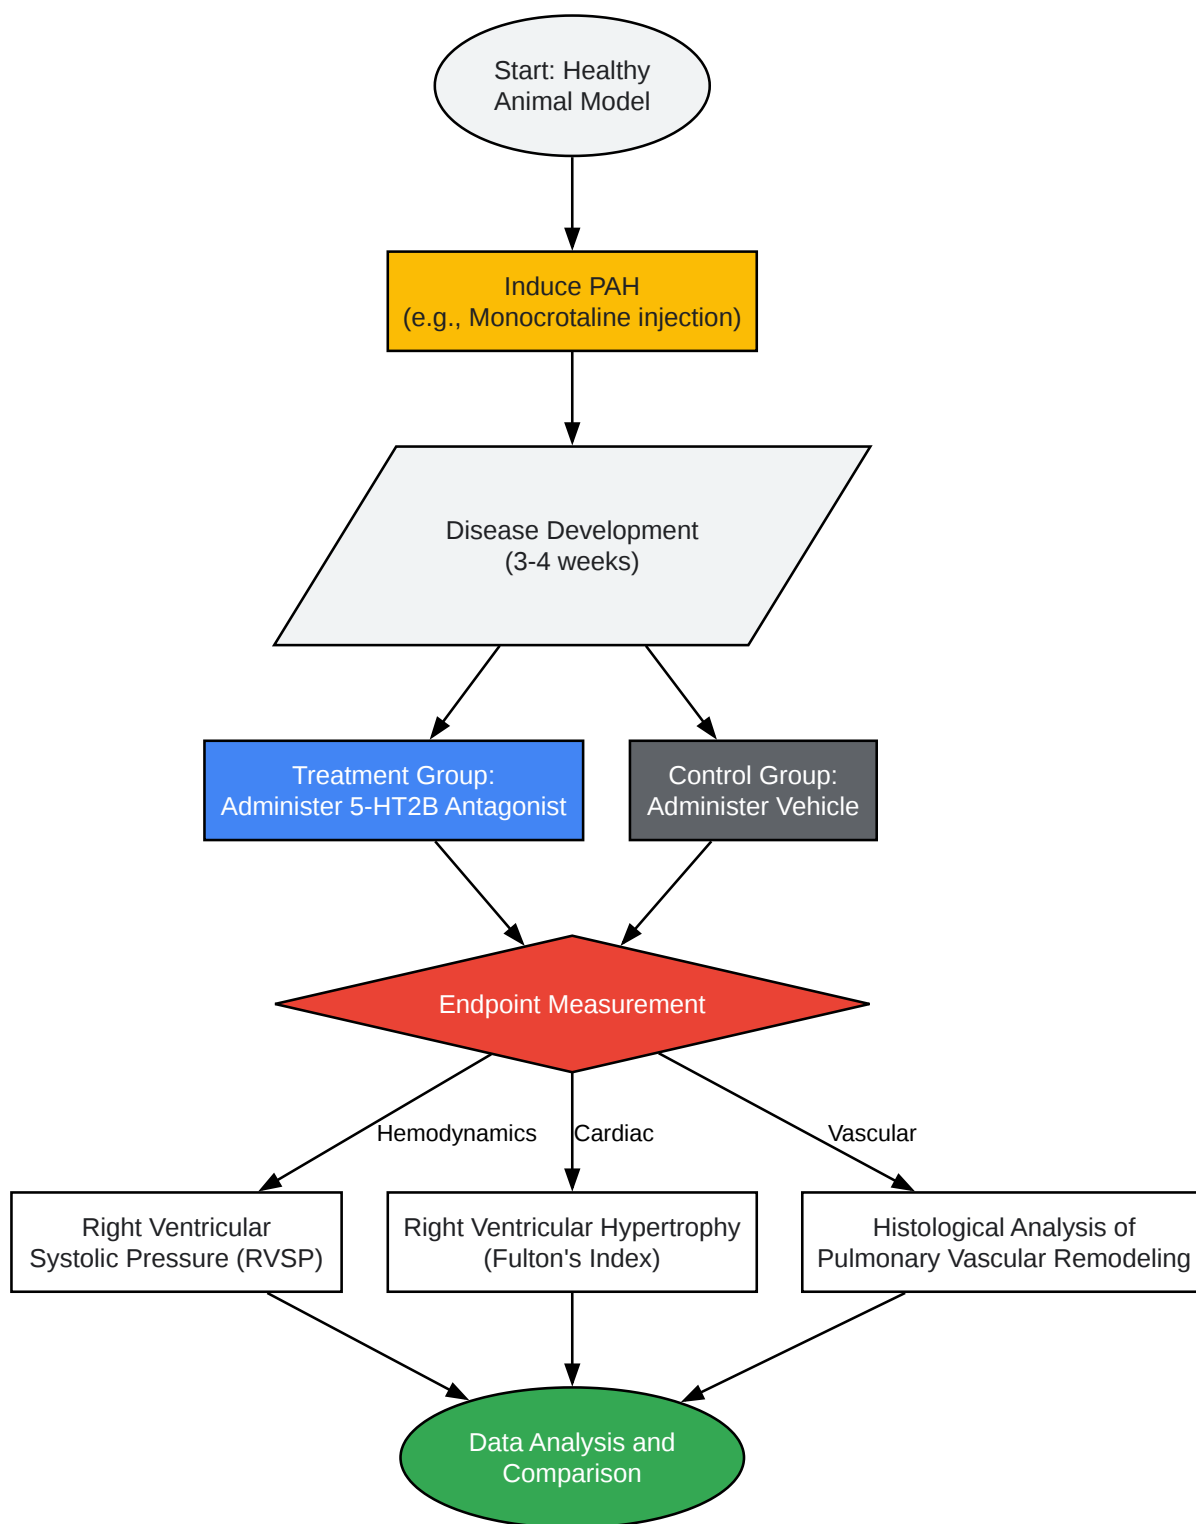 Start: Healthy
Animal Model
Induce PAH
(e.g., Monocrotaline injection)
Disease Development
(3-4 weeks)
Treatment Group:
Administer 5-HT2B Antagonist
Control Group:
Administer Vehicle
Endpoint Measurement
Hemodynamics
Cardiac
Vascular
Right Ventricular
Systolic Pressure (RVSP)
Right Ventricular Hypertrophy
(Fulton's Index)
Histological Analysis of
Pulmonary Vascular Remodeling
Data Analysis and
Comparison